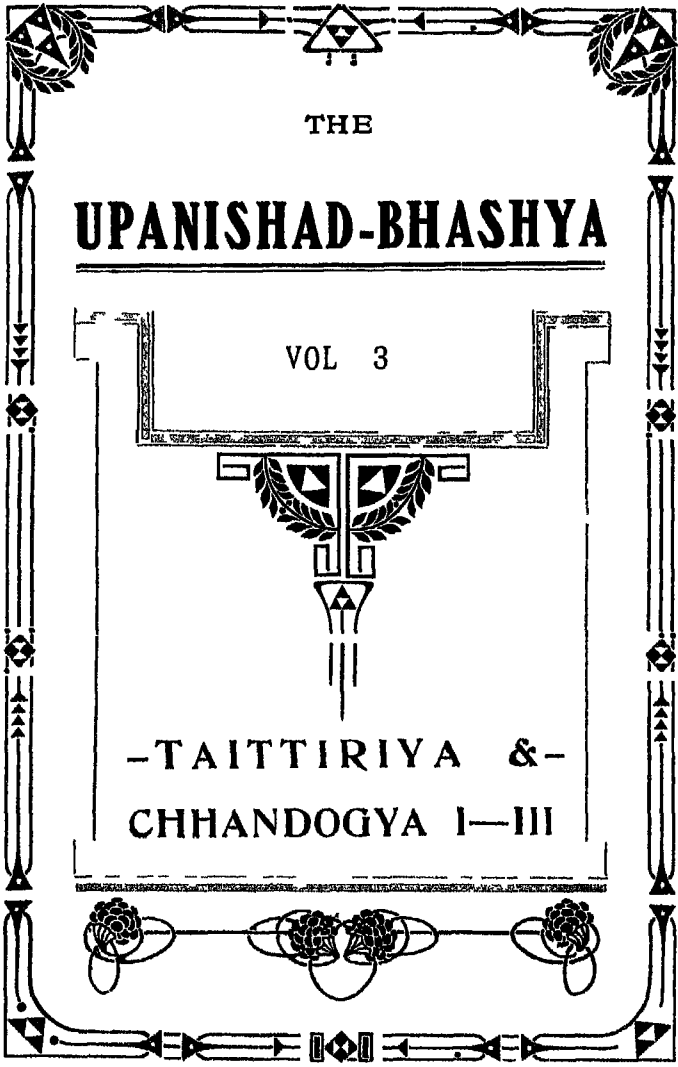 THE
UPANISHAD-BHASHYA
VOL 3
-TAITTIRIYA &-
CHHANDOGYA I—III